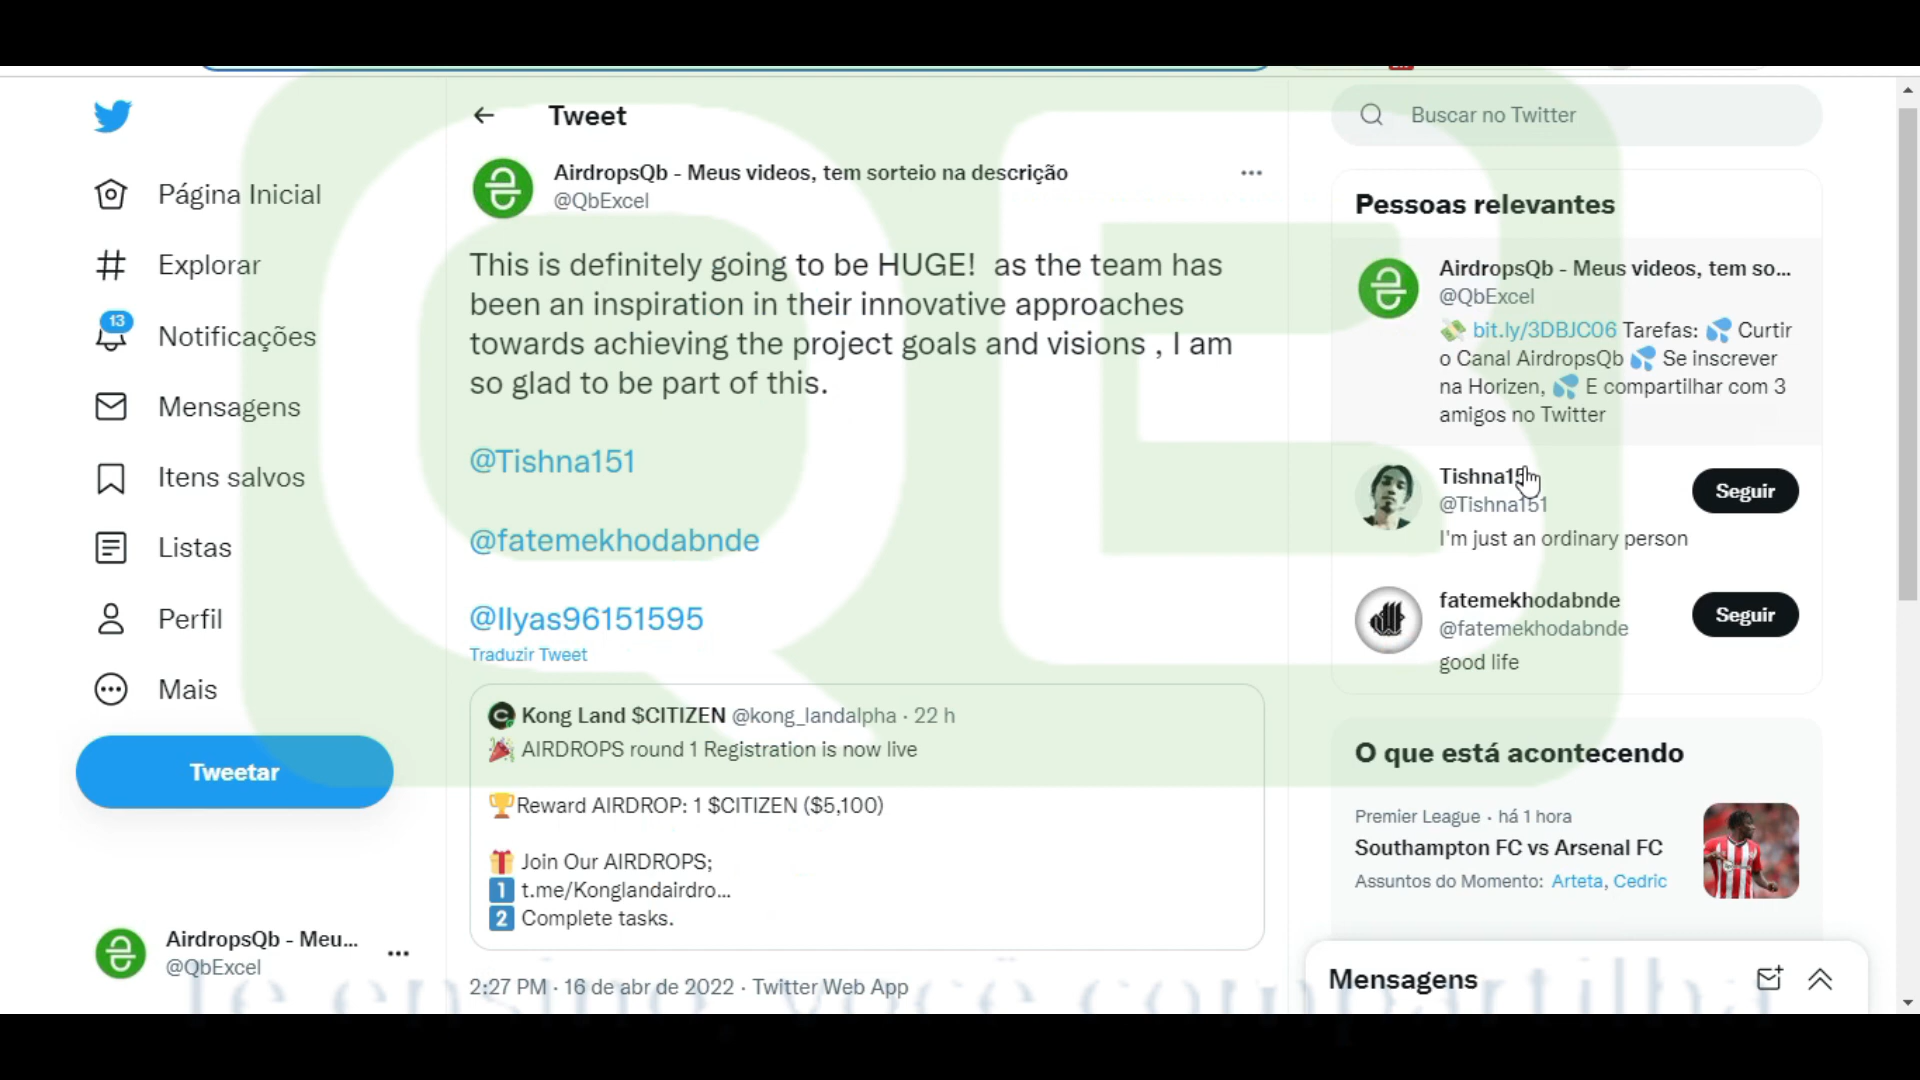 Tweet
Buscar no Twitter
Página Inicial
Explorar
13
Notificações
Mensagens
Itens salvos
Listas
Perfil
Mais
Tweetar
AirdropsQb - Meu...
@QbExcel
AirdropsQb - Meus videos, tem sorteio na descrição
@QbExcel
This is definitely going to be HUGE! as the team has
been an inspiration in their innovative approaches
towards achieving the project goals and visions , I am
so glad to be part of this.
@Tishna151
@fatemekhodabnde
@Ilyas96151595
Traduzir Tweet
Kong Land $CITIZEN @kong_landalpha · 22 h
AIRDROPS round 1 Registration is now live
Reward AIRDROP: 1 $CITIZEN ($5,100)
Join Our AIRDROPS;
1 t.me/Konglandairdro...
2 Complete tasks.
2:27 PM · 16 de abr de 2022 · Twitter Web App
Pessoas relevantes
AirdropsQb - Meus videos, tem so...
@QbExcel
bit.ly/3DBJC06 Tarefas: Curtir
o Canal AirdropsQb Se inscrever
na Horizen, E compartilhar com 3
amigos no Twitter
Tishna151
@Tishna151
I'm just an ordinary person
Seguir
fatemekhodabnde
@fatemekhodabnde
good life
Seguir
O que está acontecendo
Premier League · há 1 hora
Southampton FC vs Arsenal FC
Assuntos do Momento: Arteta, Cedric
Mensagens
QB
Te ensino, você compartilha